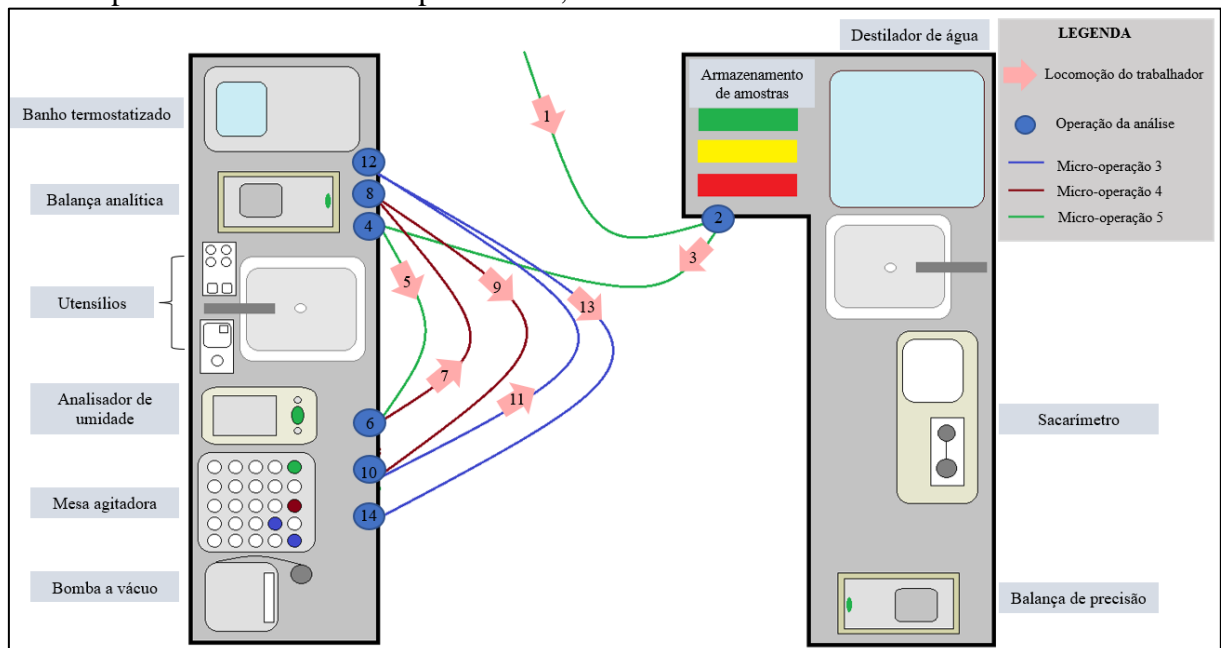 Destilador de água
LEGENDA
Armazenamento
de amostras
Locomoção do trabalhador
Banho termostatizado
1
Operação da análise
12
Micro-operação 3
8
Micro-operação 4
Balança analítica
4
2
Micro-operação 5
3
5
9
13
Utensílios
7
11
Analisador de
umidade
6
Sacarímetro
10
Mesa agitadora
14
Bomba a vácuo
Balança de precisão